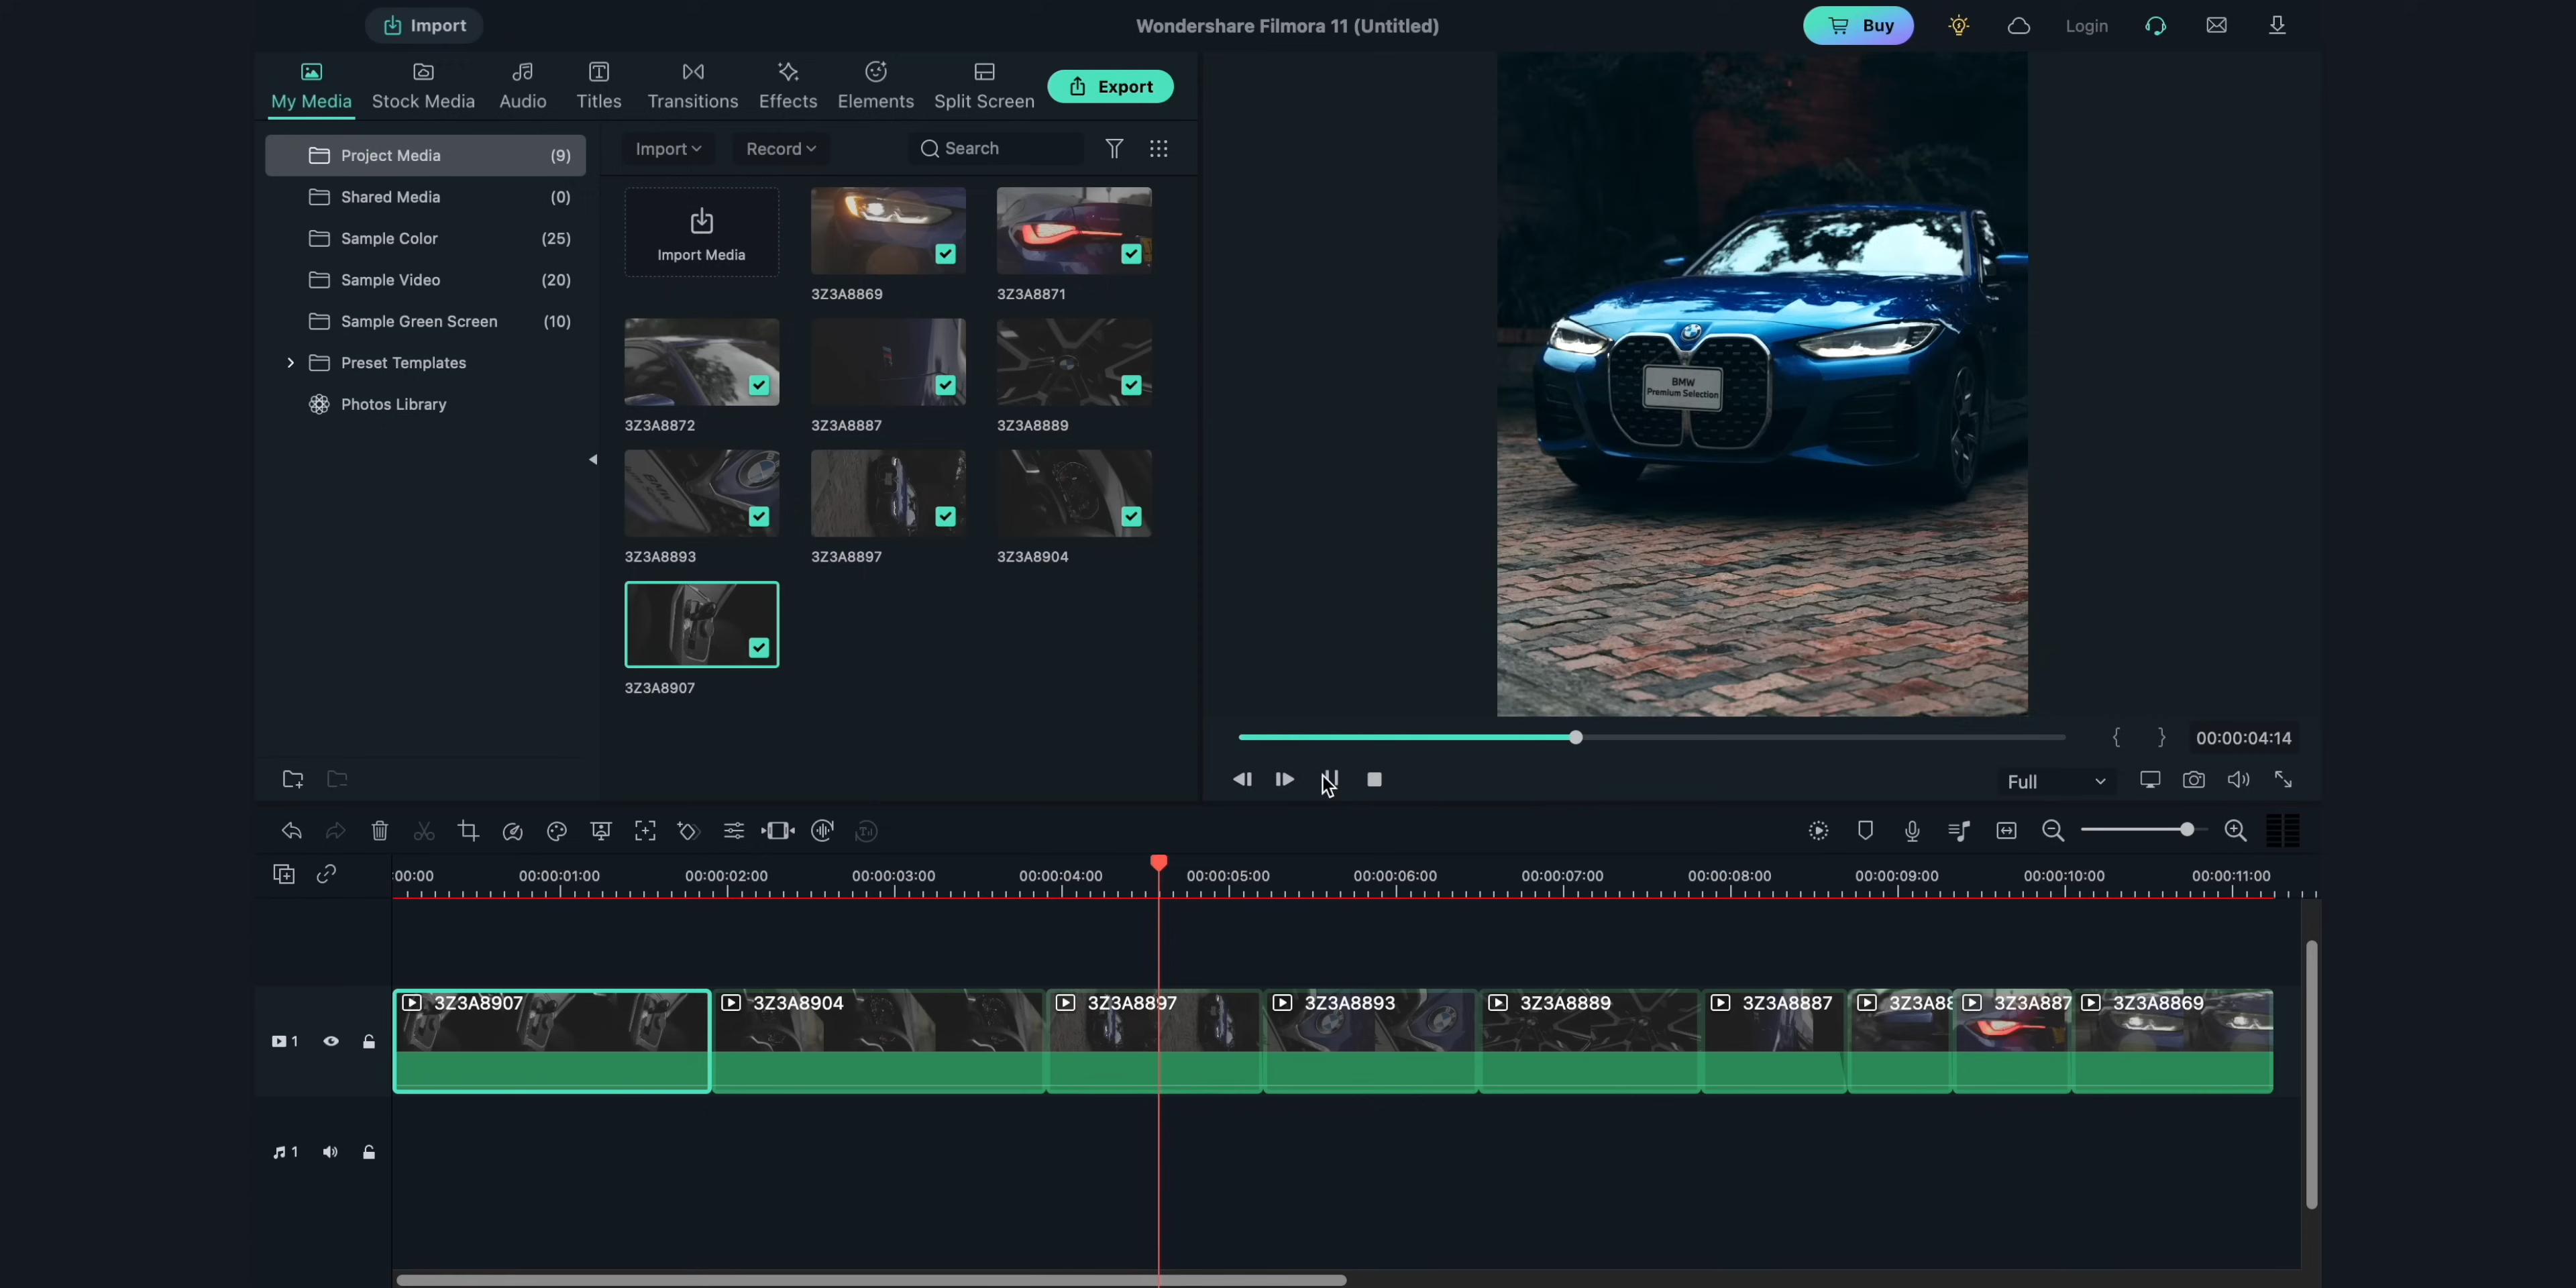 Import
Wondershare Filmora 11 (Untitled)
Buy
Login
My Media
Stock Media
Audio
Titles
Transitions
Effects
Elements
Split Screen
Export
Project Media (9)
Shared Media (0)
Sample Color (25)
Sample Video (20)
Sample Green Screen (10)
Preset Templates
Photos Library
Import
Record
Search
Import Media
3Z3A8869
3Z3A8871
3Z3A8872
3Z3A8887
3Z3A8889
3Z3A8893
3Z3A8897
3Z3A8904
3Z3A8907
BMW
Premium Selection
00:00:04:14
Full
:00:00
00:00:01:00
00:00:02:00
00:00:03:00
00:00:04:00
00:00:05:00
00:00:06:00
00:00:07:00
00:00:08:00
00:00:09:00
00:00:10:00
00:00:11:00
3Z3A8907
3Z3A8904
3Z3A8897
3Z3A8893
3Z3A8889
3Z3A8887
3Z3A88
3Z3A887
3Z3A8869
1
1